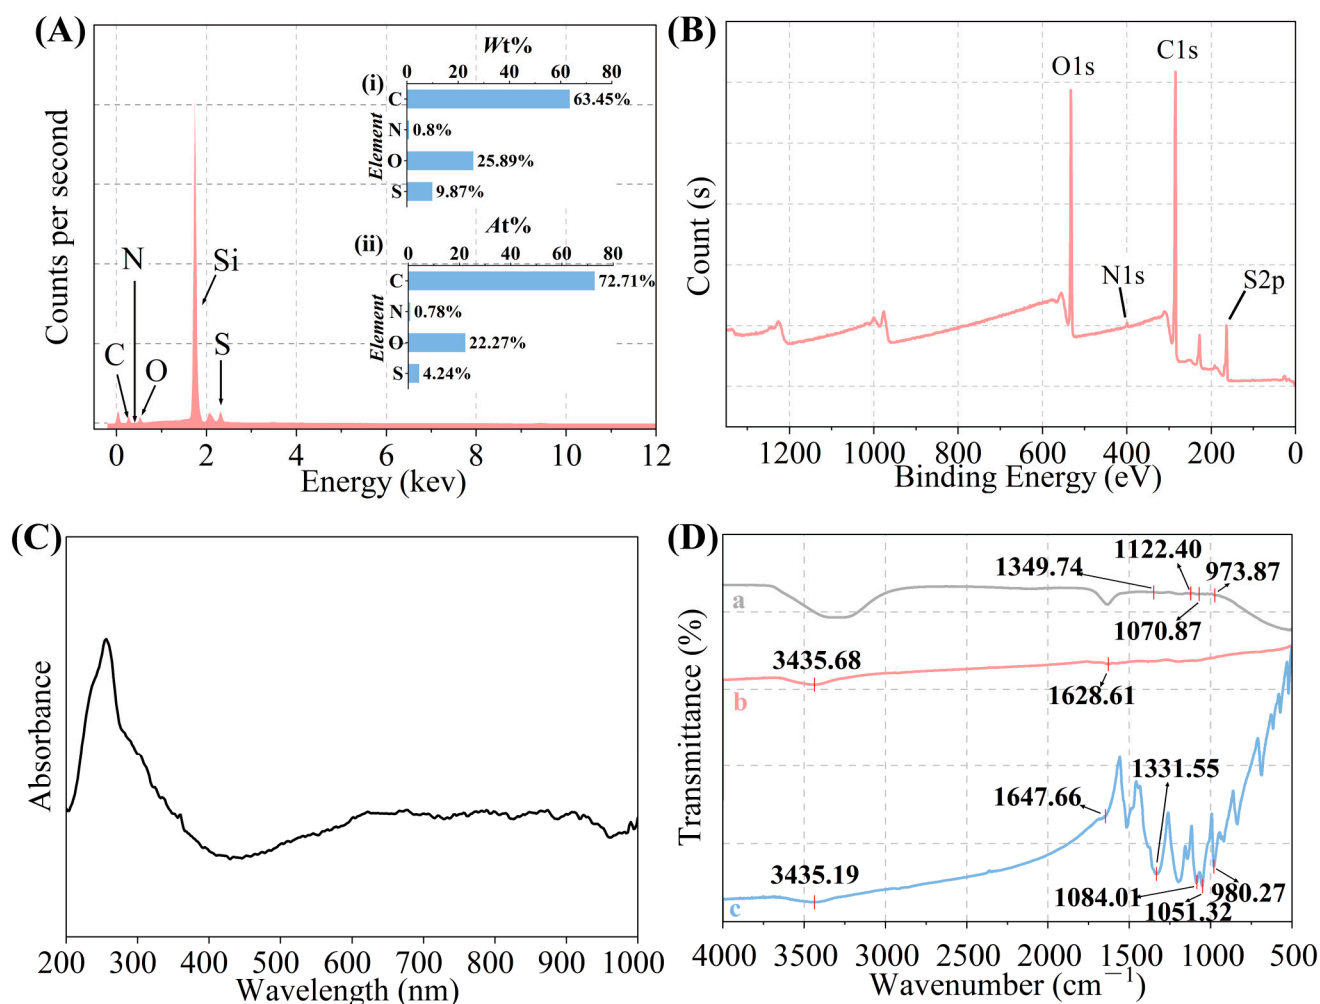 (A)
Counts per second
Energy (kev)
0 2 4 6 8 10 12
C
N
O
Si
S
(i)
Wt%
0 20 40 60 80
Element
C 63.45%
N 0.8%
O 25.89%
S 9.87%
(ii)
At%
0 20 40 60 80
Element
C 72.71%
N 0.78%
O 22.27%
S 4.24%
(B)
Count (s)
O1s
C1s
N1s
S2p
1200 1000 800 600 400 200 0
Binding Energy (eV)
(C)
Absorbance
200 300 400 500 600 700 800 900 1000
Wavelength (nm)
(D)
Transmittance (%)
a
1349.74
1122.40
973.87
1070.87
3435.68
b
1628.61
1647.66
1331.55
3435.19
c
1084.01
1051.32
980.27
4000 3500 3000 2500 2000 1500 1000 500
Wavenumber (cm−1)